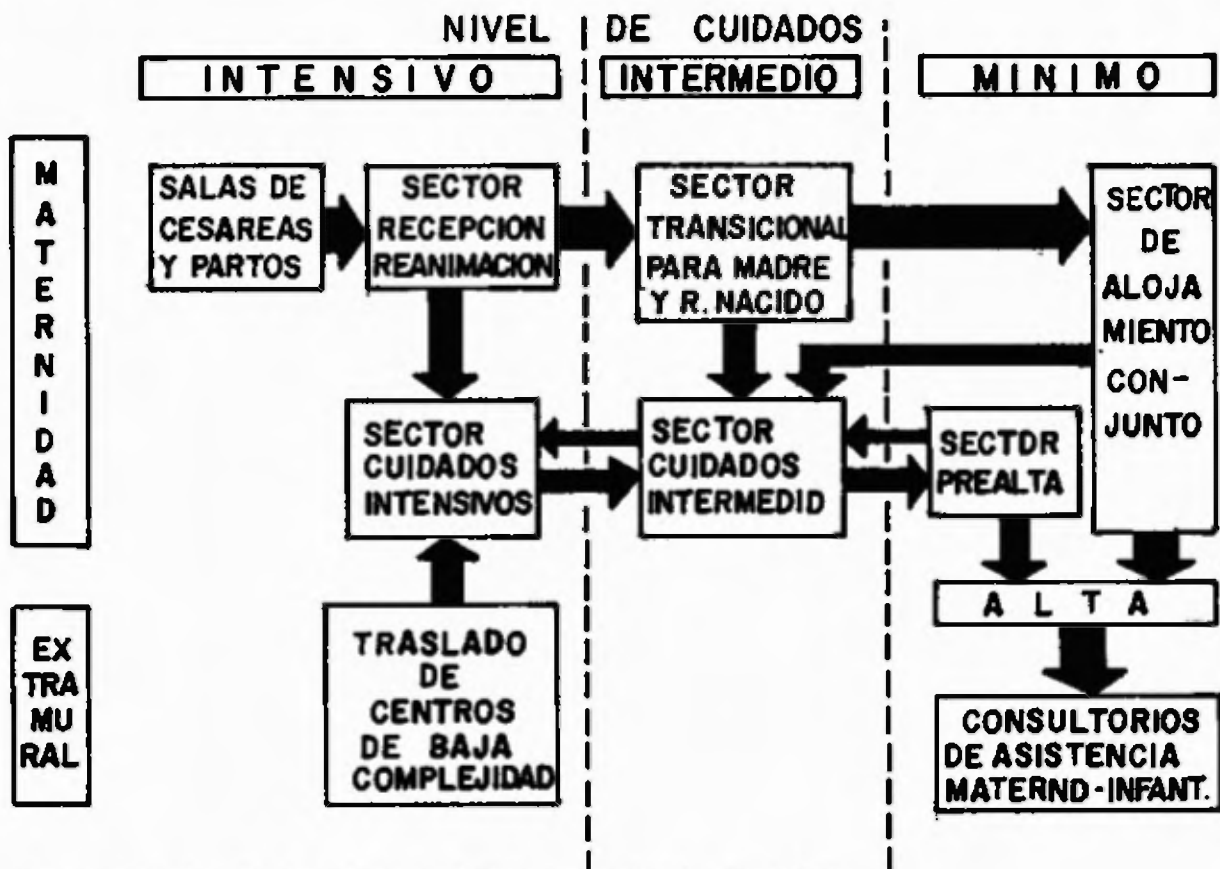 NIVEL DE CUIDADOS
INTENSIVO
INTERMEDIO
MINIMO
MATERNIDAD
SALAS DE
CESAREAS
Y PARTOS
SECTOR
RECEPCION
REANIMACION
SECTOR
TRANSICIONAL
PARA MADRE
Y R. NACIDO
SECTOR
DE
ALOJA
MIENTO
CON-
JUNTO
SECTOR
CUIDADOS
INTENSIVOS
SECTOR
CUIDADOS
INTERMEDID
SECTDR
PREALTA
EX
TRA
MU
RAL
TRASLADO
DE
CENTROS
DE BAJA
COMPLEJIDAD
ALTA
CONSULTORIOS
DE ASISTENCIA
MATERND-INFANT.